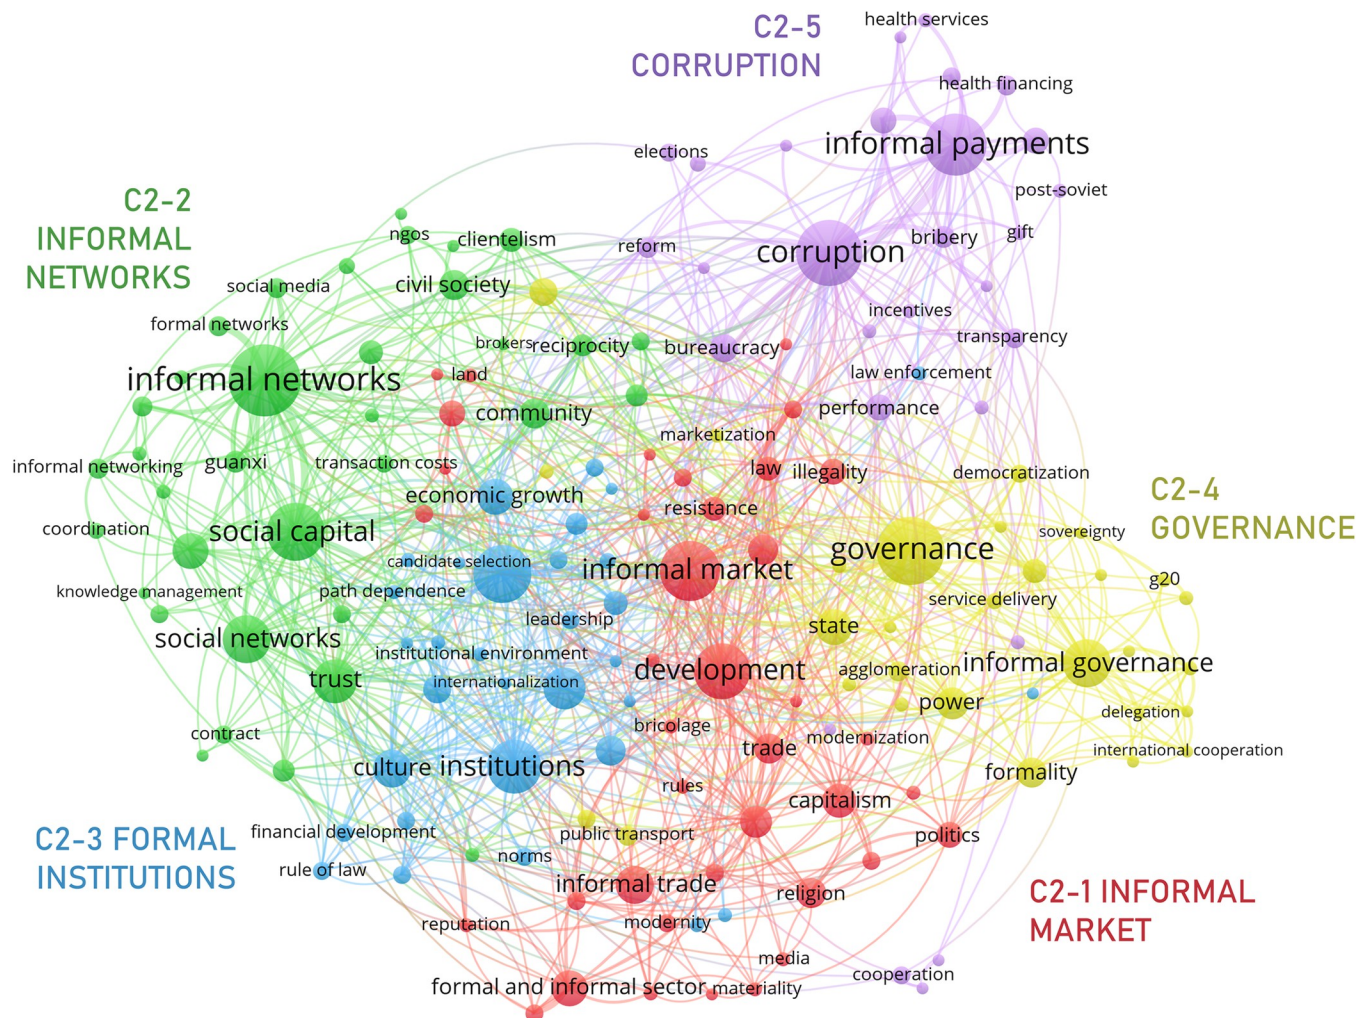 health services
C2-5
CORRUPTION
health financing
informal payments
elections
post-soviet
C2-2
INFORMAL
NETWORKS
ngos
clientelism
reform
corruption
bribery
gift
social media
civil society
incentives
formal networks
brokers
reciprocity
bureaucracy
transparency
informal networks
land
law enforcement
community
performance
marketization
informal networking
guanxi
transaction costs
law
illegality
democratization
economic growth
resistance
C2-4
GOVERNANCE
coordination
social capital
sovereignty
governance
candidate selection
informal market
knowledge management
path dependence
g20
service delivery
leadership
state
social networks
institutional environment
trust
internationalization
development
agglomeration
informal governance
power
delegation
bricolage
contract
trade
modernization
international cooperation
culture
institutions
formality
rules
capitalism
C2-3 FORMAL
INSTITUTIONS
financial development
public transport
politics
rule of law
norms
informal trade
religion
C2-1 INFORMAL
MARKET
reputation
modernity
media
cooperation
formal and informal sector
materiality